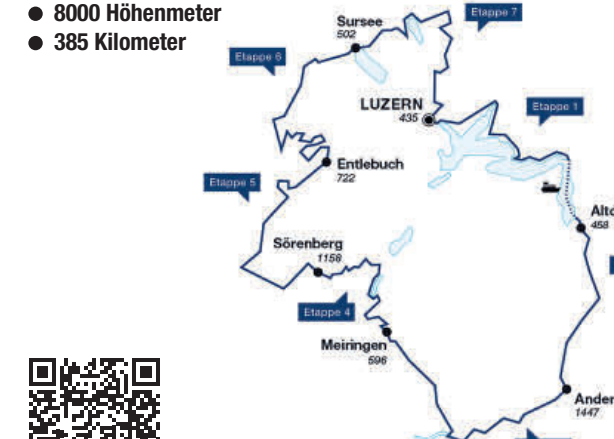 ● 8000 Höhenmeter
● 385 Kilometer
Etappe 7
Sursee
502
Etappe 6
LUZERN
435
Etappe 1
Entlebuch
722
Etappe 5
Alto
458
Sörenberg
1158
Etappe 4
Meiringen
596
Ander
1447